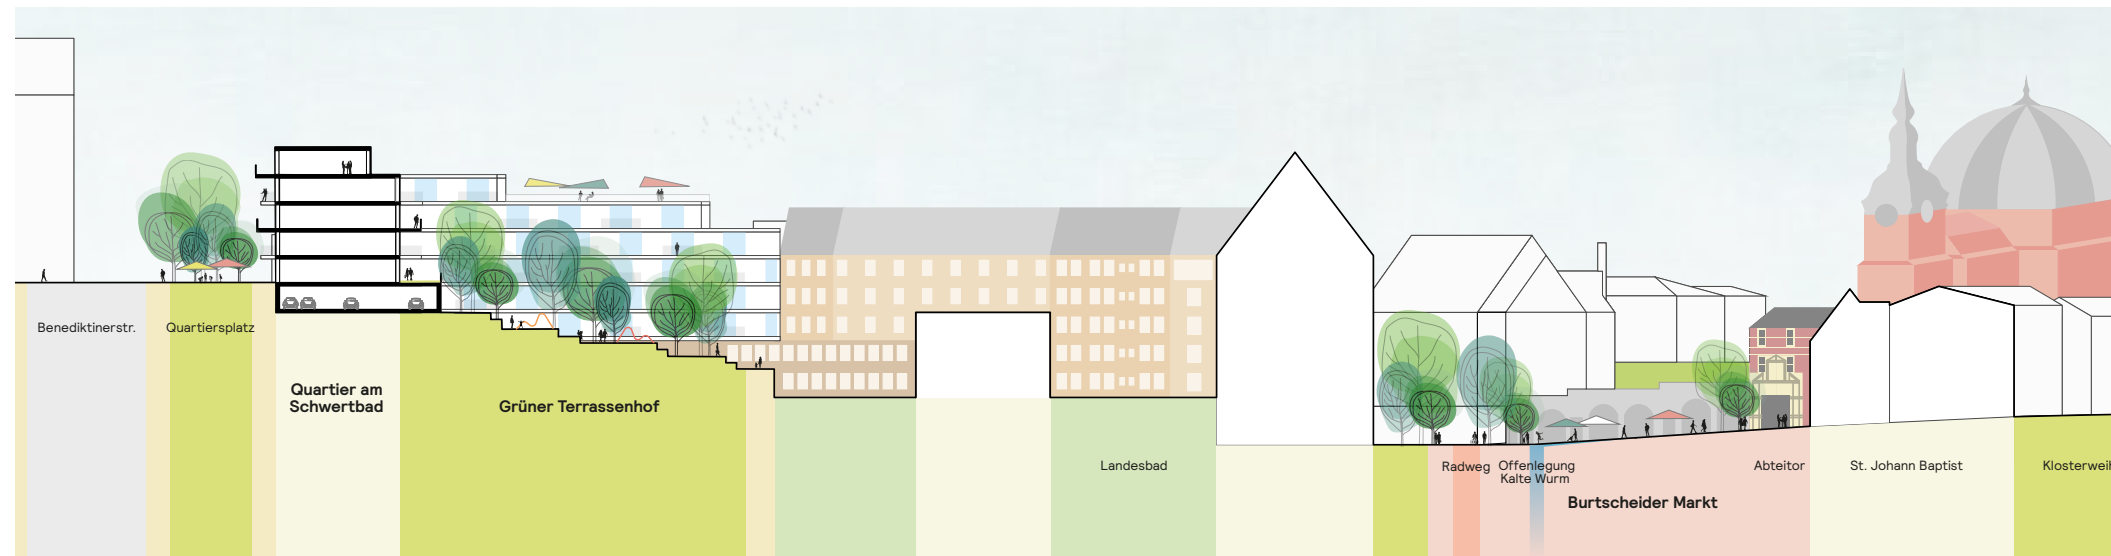 Benediktinerstr.
Quartiersplatz
Quartier am
Schwertbad
Grüner Terrassenhof
Landesbad
Radweg
Offenlegung
Kalte Wurm
Burtscheider Markt
Abteitor
St. Johann Baptist